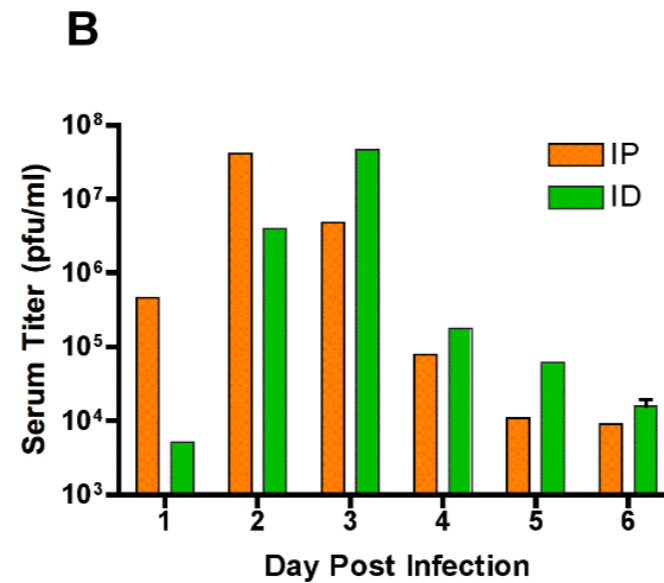 B
10⁸
10⁷
10⁶
10⁵
10⁴
10³
Serum Titer (pfu/ml)
IP
ID
1 2 3 4 5 6
Day Post Infection